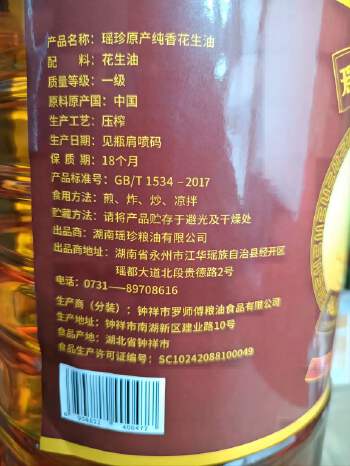 产品名称：瑶珍原产纯香花生油
配　　料：花生油
质量等级：一级
原料原产国：中国
生产工艺：压榨
生产日期：见瓶肩喷码
保 质 期：18个月
产品标准号：GB/T 1534 –2017
食用方法：煎、炸、炒、凉拌
贮藏方法：请将产品贮存于避光及干燥处
出品商：湖南瑶珍粮油有限公司
出品商地址：湖南省永州市江华瑶族自治县经开区
瑶都大道北段贵德路2号
电话：0731—89708616
生产商（分装）：钟祥市罗师傅粮油食品有限公司
生产地址：钟祥市南湖新区建业路10号
食品产地：湖北省钟祥市
食品生产许可证编号：SC10242088100049